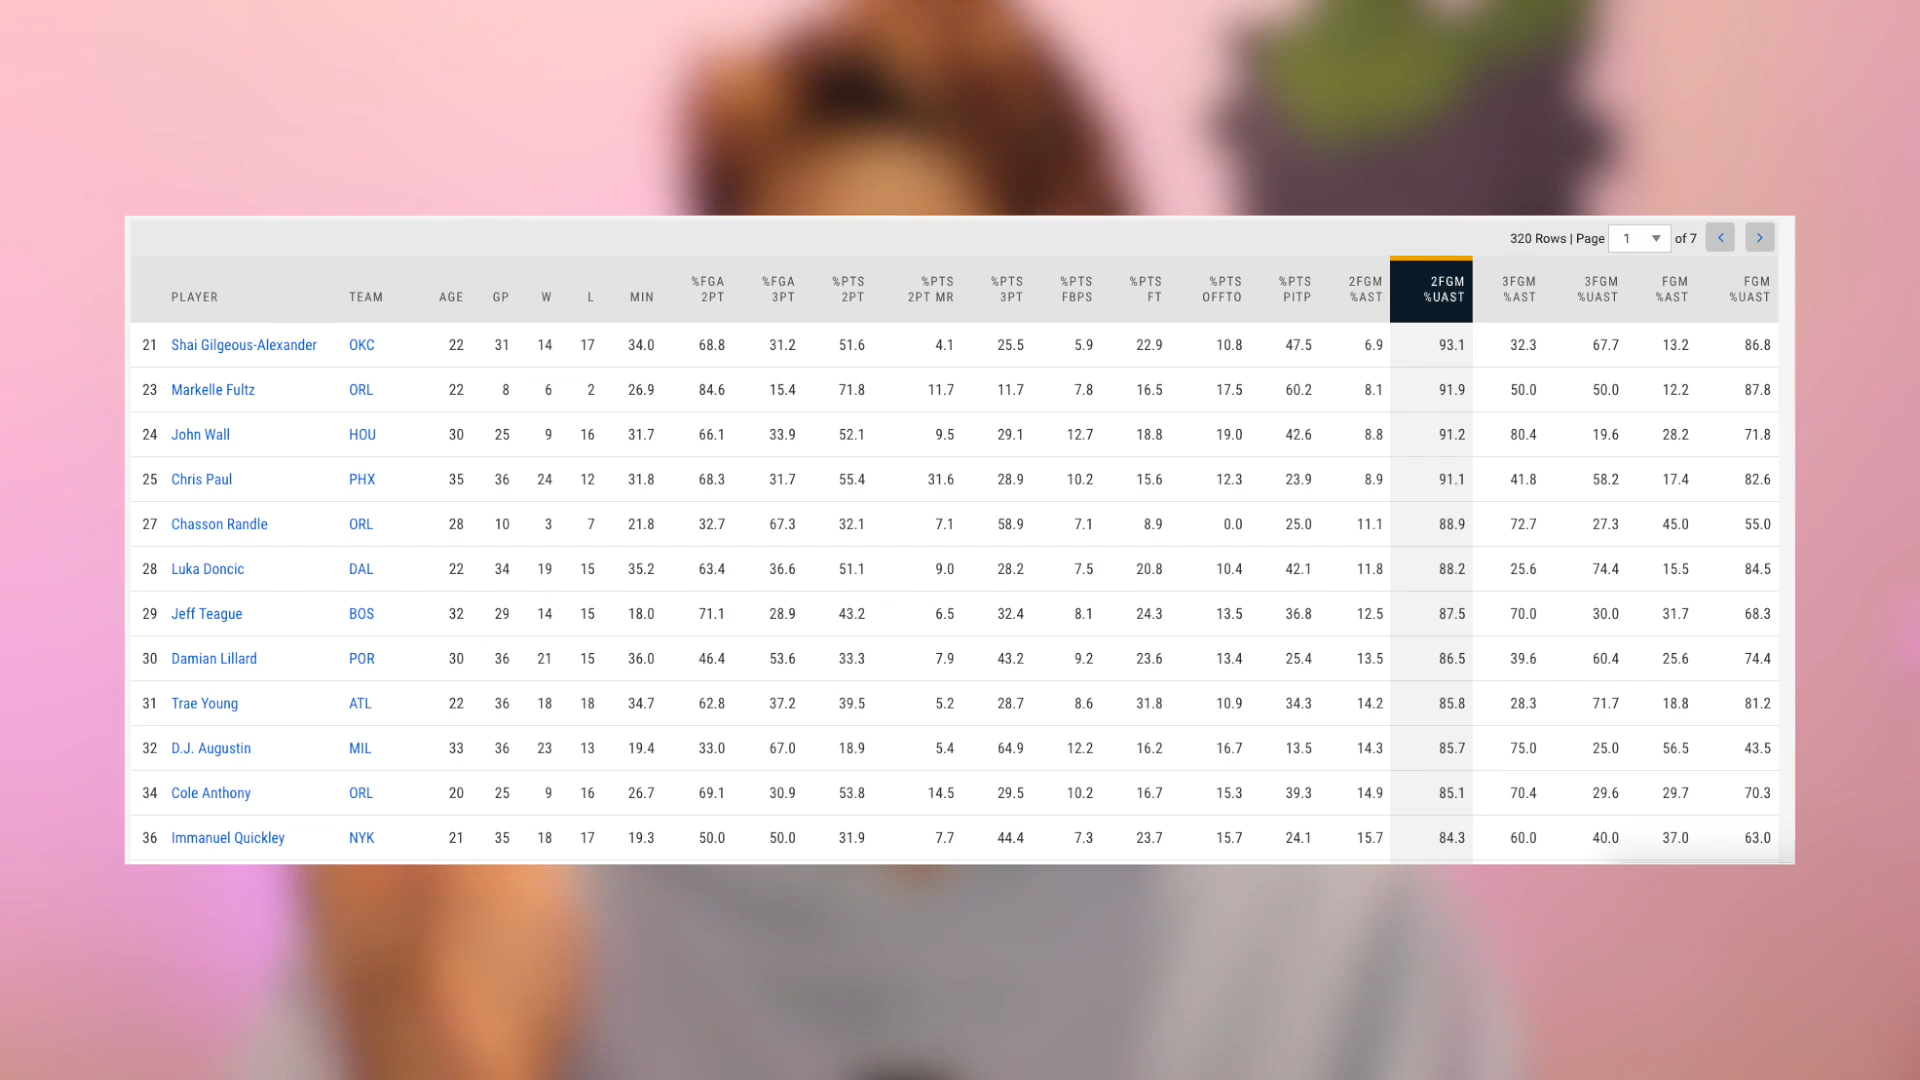 320 Rows | Page 1 of 7
PLAYER TEAM AGE GP W L MIN %FGA 2PT %FGA 3PT %PTS 2PT %PTS 2PT MR %PTS 3PT %PTS FBPS %PTS FT %PTS OFFTO %PTS PITP 2FGM %AST 2FGM %UAST 3FGM %AST 3FGM %UAST FGM %AST FGM %UAST
21 Shai Gilgeous-Alexander OKC 22 31 14 17 34.0 68.8 31.2 51.6 4.1 25.5 5.9 22.9 10.8 47.5 6.9 93.1 32.3 67.7 13.2 86.8
23 Markelle Fultz ORL 22 8 6 2 26.9 84.6 15.4 71.8 11.7 11.7 7.8 16.5 17.5 60.2 8.1 91.9 50.0 50.0 12.2 87.8
24 John Wall HOU 30 25 9 16 31.7 66.1 33.9 52.1 9.5 29.1 12.7 18.8 19.0 42.6 8.8 91.2 80.4 19.6 28.2 71.8
25 Chris Paul PHX 35 36 24 12 31.8 68.3 31.7 55.4 31.6 28.9 10.2 15.6 12.3 23.9 8.9 91.1 41.8 58.2 17.4 82.6
27 Chasson Randle ORL 28 10 3 7 21.8 32.7 67.3 32.1 7.1 58.9 7.1 8.9 0.0 25.0 11.1 88.9 72.7 27.3 45.0 55.0
28 Luka Doncic DAL 22 34 19 15 35.2 63.4 36.6 51.1 9.0 28.2 7.5 20.8 10.4 42.1 11.8 88.2 25.6 74.4 15.5 84.5
29 Jeff Teague BOS 32 29 14 15 18.0 71.1 28.9 43.2 6.5 32.4 8.1 24.3 13.5 36.8 12.5 87.5 70.0 30.0 31.7 68.3
30 Damian Lillard POR 30 36 21 15 36.0 46.4 53.6 33.3 7.9 43.2 9.2 23.6 13.4 25.4 13.5 86.5 39.6 60.4 25.6 74.4
31 Trae Young ATL 22 36 18 18 34.7 62.8 37.2 39.5 5.2 28.7 8.6 31.8 10.9 34.3 14.2 85.8 28.3 71.7 18.8 81.2
32 D.J. Augustin MIL 33 36 23 13 19.4 33.0 67.0 18.9 5.4 64.9 12.2 16.2 16.7 13.5 14.3 85.7 75.0 25.0 56.5 43.5
34 Cole Anthony ORL 20 25 9 16 26.7 69.1 30.9 53.8 14.5 29.5 10.2 16.7 15.3 39.3 14.9 85.1 70.4 29.6 29.7 70.3
36 Immanuel Quickley NYK 21 35 18 17 19.3 50.0 50.0 31.9 7.7 44.4 7.3 23.7 15.7 24.1 15.7 84.3 60.0 40.0 37.0 63.0